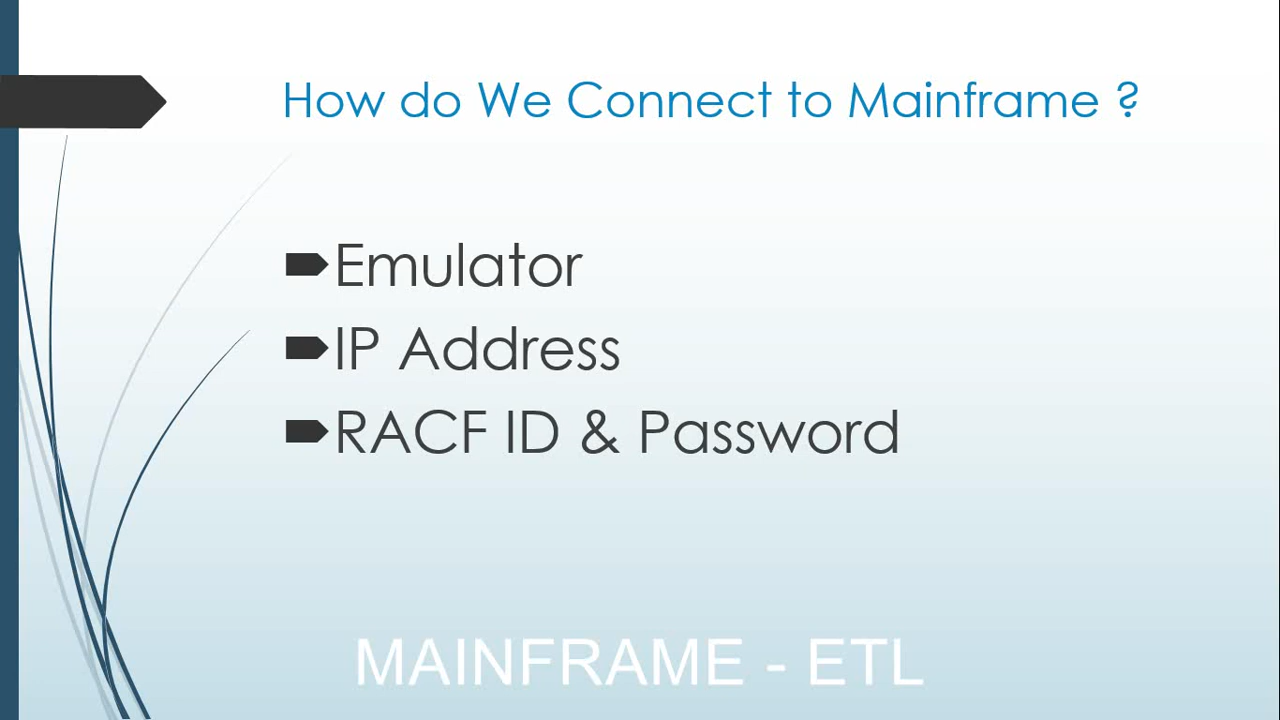 How do We Connect to Mainframe ?
Emulator
IP Address
RACF ID & Password
MAINFRAME - ETL